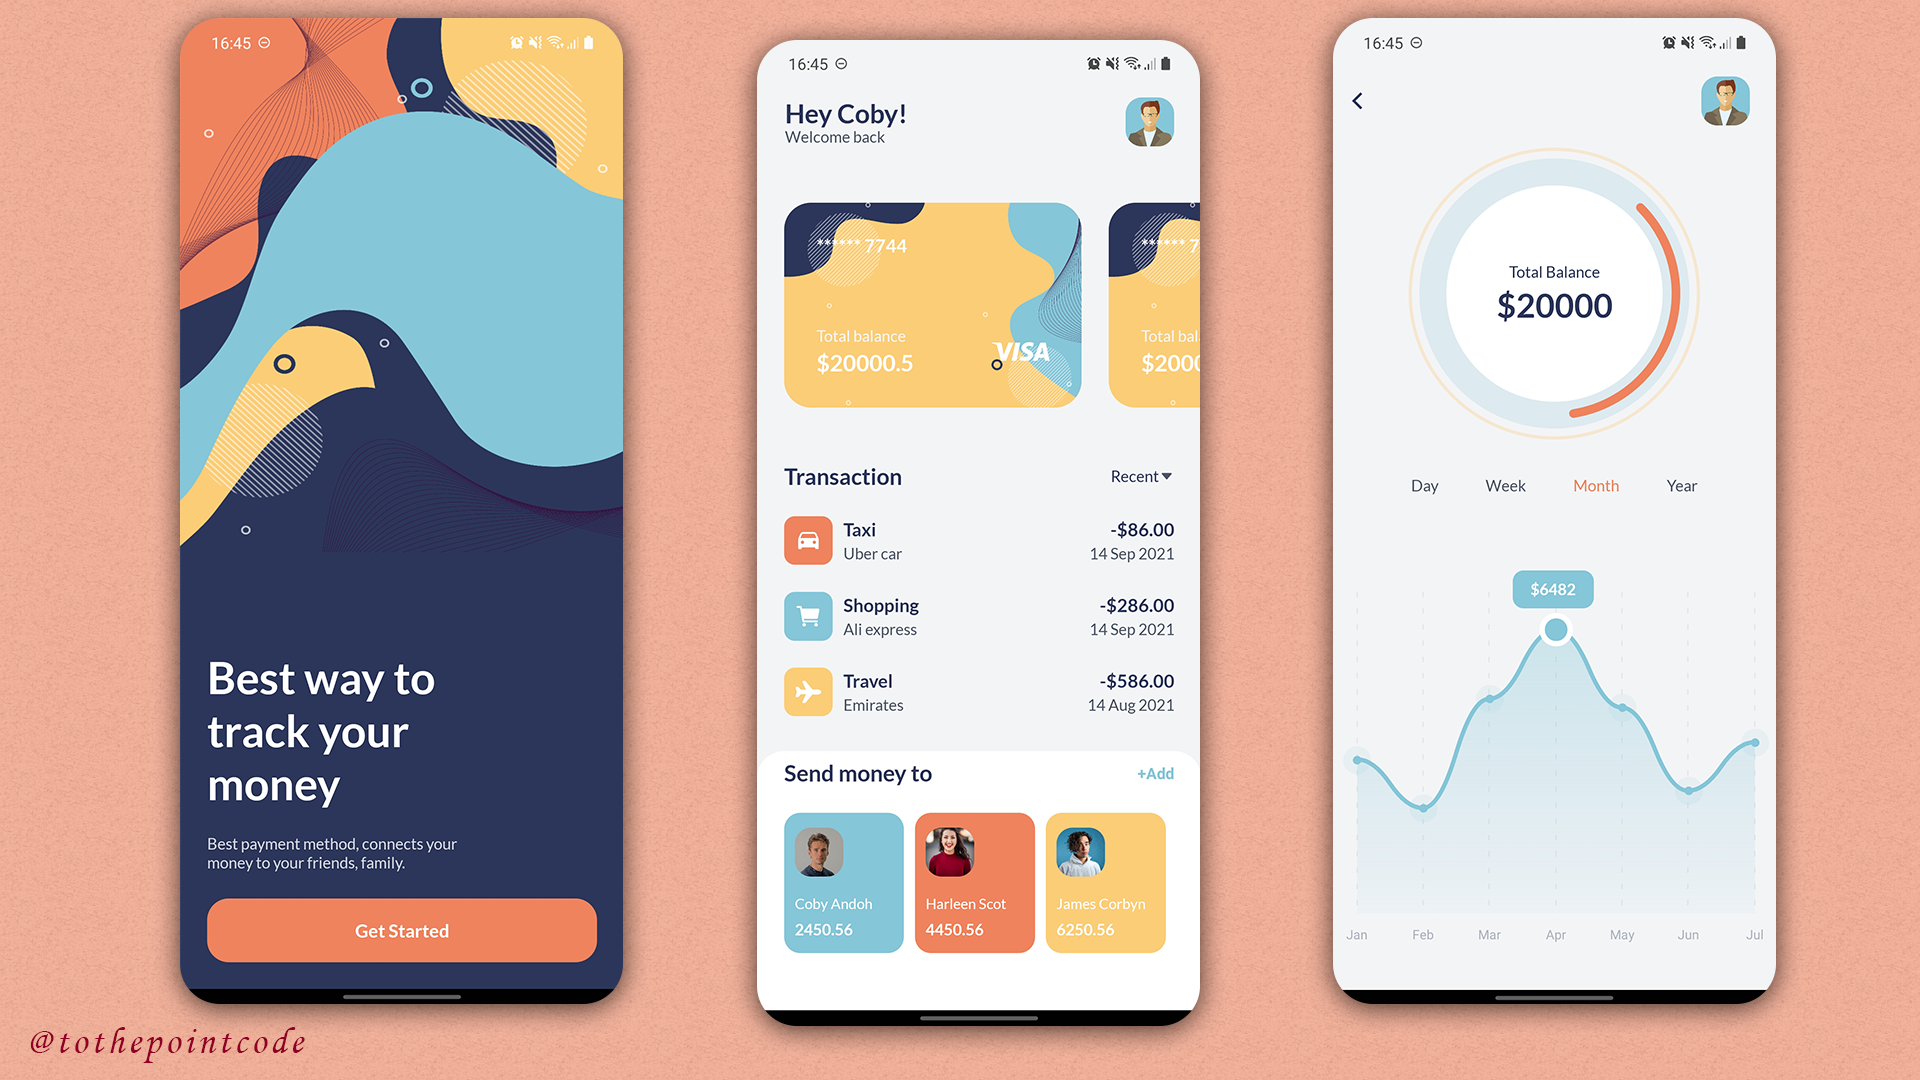 16:45
Best way to
track your
money
Best payment method, connects your
money to your friends, family.
Get Started
16:45
Hey Coby!
Welcome back
****** 7744
Total balance
$20000.5
VISA
****** 7
Total bal
$2000
Transaction
Recent
Taxi
-$86.00
Uber car
14 Sep 2021
Shopping
-$286.00
Ali express
14 Sep 2021
Travel
-$586.00
Emirates
14 Aug 2021
Send money to
+Add
Coby Andoh
2450.56
Harleen Scot
4450.56
James Corbyn
6250.56
16:45
Total Balance
$20000
Day Week Month Year
$6482
Jan Feb Mar Apr May Jun Jul
@tothepointcode